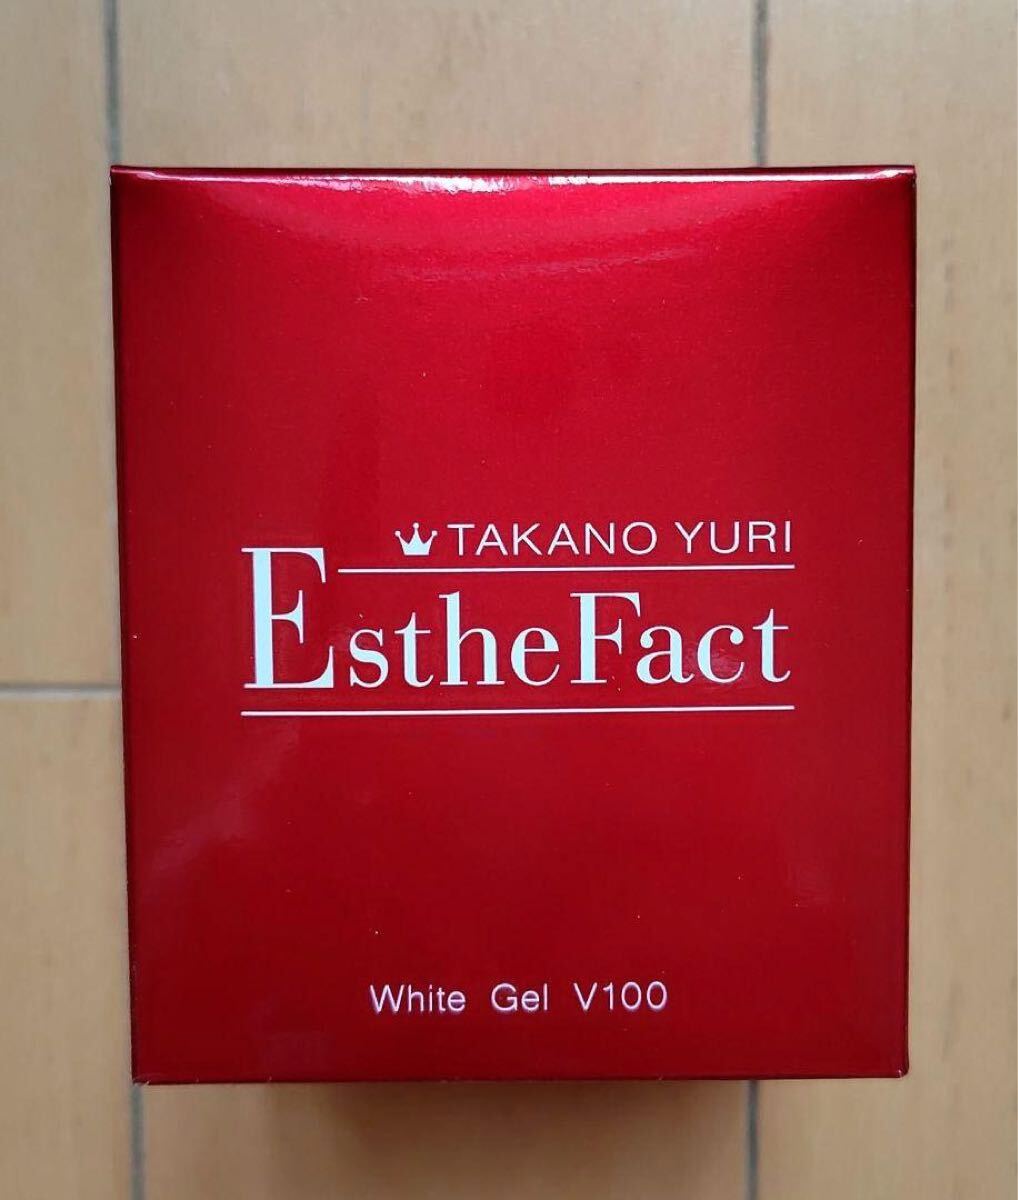 TAKANO YURI
EstheFact
White Gel V100